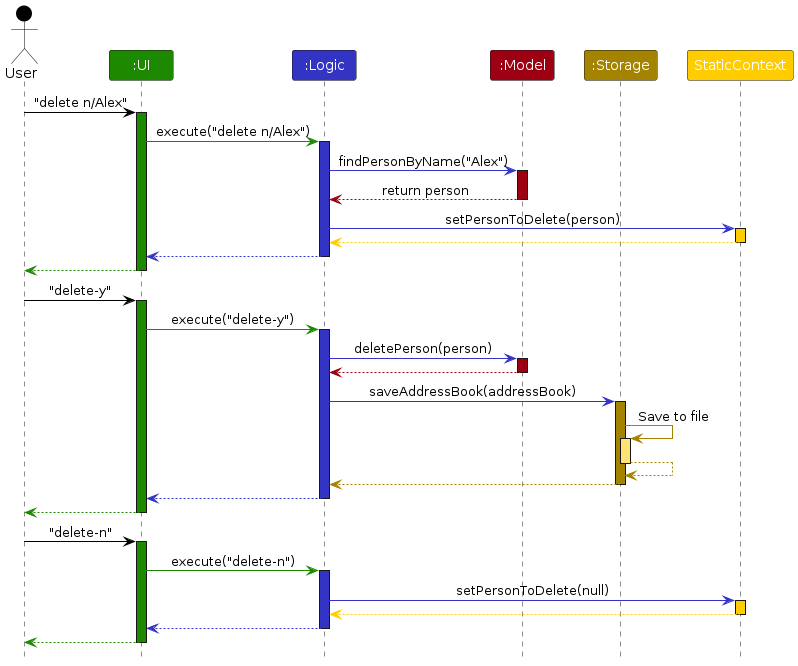 User
:UI
:Logic
:Model
:Storage
StaticContext
"delete n/Alex"
execute("delete n/Alex")
findPersonByName("Alex")
return person
setPersonToDelete(person)
"delete-y"
execute("delete-y")
deletePerson(person)
saveAddressBook(addressBook)
Save to file
"delete-n"
execute("delete-n")
setPersonToDelete(null)